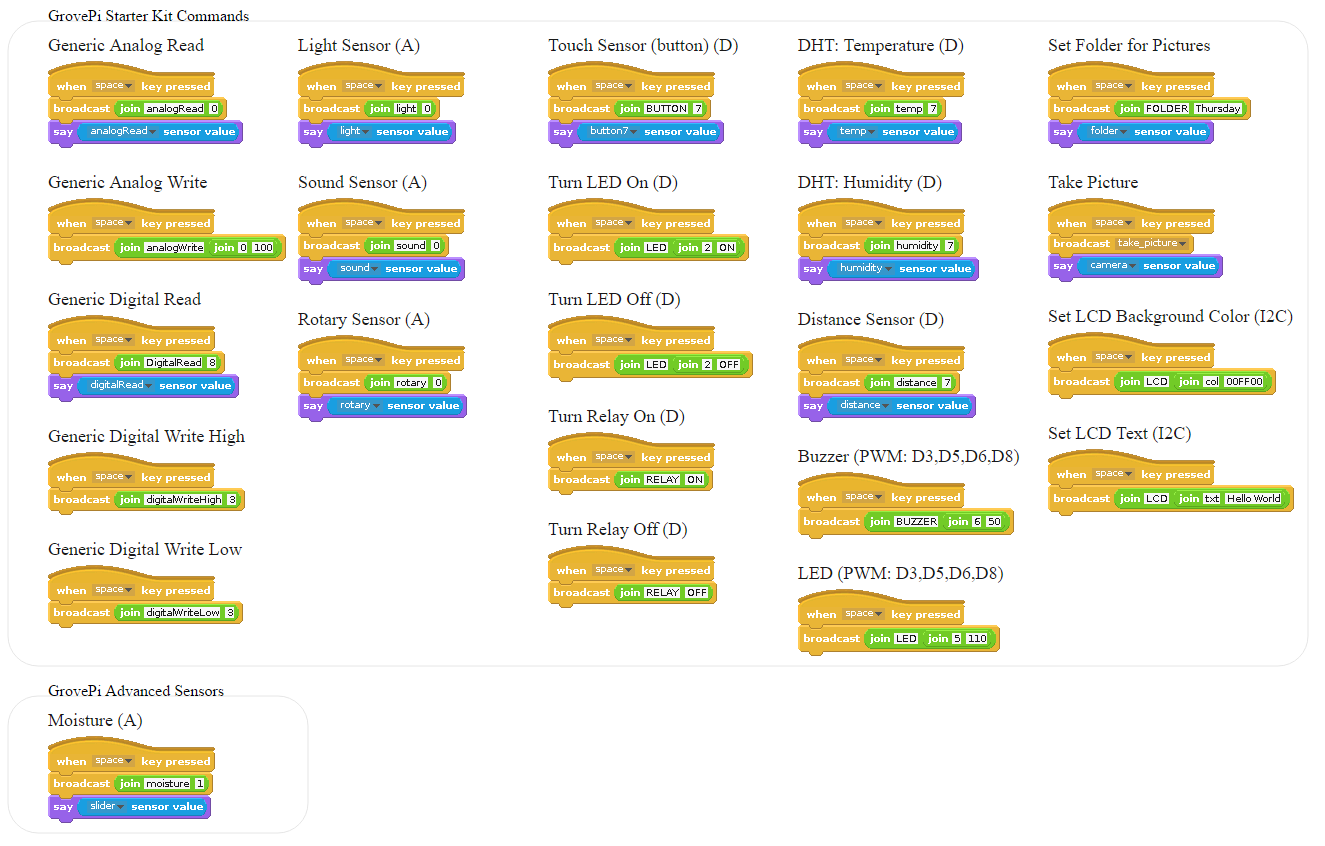 GrovePi Starter Kit Commands
Generic Analog Read
when space key pressed
broadcast join analogRead 0
say analogRead sensor value
Generic Analog Write
when space key pressed
broadcast join analogWrite join 0 100
Generic Digital Read
when space key pressed
broadcast join DigitalRead 8
say digitalRead sensor value
Generic Digital Write High
when space key pressed
broadcast join digitalWriteHigh 3
Generic Digital Write Low
when space key pressed
broadcast join digitalWriteLow 3
Light Sensor (A)
when space key pressed
broadcast join light 0
say light sensor value
Sound Sensor (A)
when space key pressed
broadcast join sound 0
say sound sensor value
Rotary Sensor (A)
when space key pressed
broadcast join rotary 0
say rotary sensor value
Touch Sensor (button) (D)
when space key pressed
broadcast join BUTTON 7
say button7 sensor value
Turn LED On (D)
when space key pressed
broadcast join LED join 2 ON
Turn LED Off (D)
when space key pressed
broadcast join LED join 2 OFF
Turn Relay On (D)
when space key pressed
broadcast join RELAY ON
Turn Relay Off (D)
when space key pressed
broadcast join RELAY OFF
DHT: Temperature (D)
when space key pressed
broadcast join temp 7
say temp sensor value
DHT: Humidity (D)
when space key pressed
broadcast join humidity 7
say humidity sensor value
Distance Sensor (D)
when space key pressed
broadcast join distance 7
say distance sensor value
Buzzer (PWM: D3,D5,D6,D8)
when space key pressed
broadcast join BUZZER join 6 50
LED (PWM: D3,D5,D6,D8)
when space key pressed
broadcast join LED join 5 110
Set Folder for Pictures
when space key pressed
broadcast join FOLDER Thursday
say folder sensor value
Take Picture
when space key pressed
broadcast take_picture
say camera sensor value
Set LCD Background Color (I2C)
when space key pressed
broadcast join LCD join col 00FF00
Set LCD Text (I2C)
when space key pressed
broadcast join LCD join txt Hello World
GrovePi Advanced Sensors
Moisture (A)
when space key pressed
broadcast join moisture 1
say slider sensor value